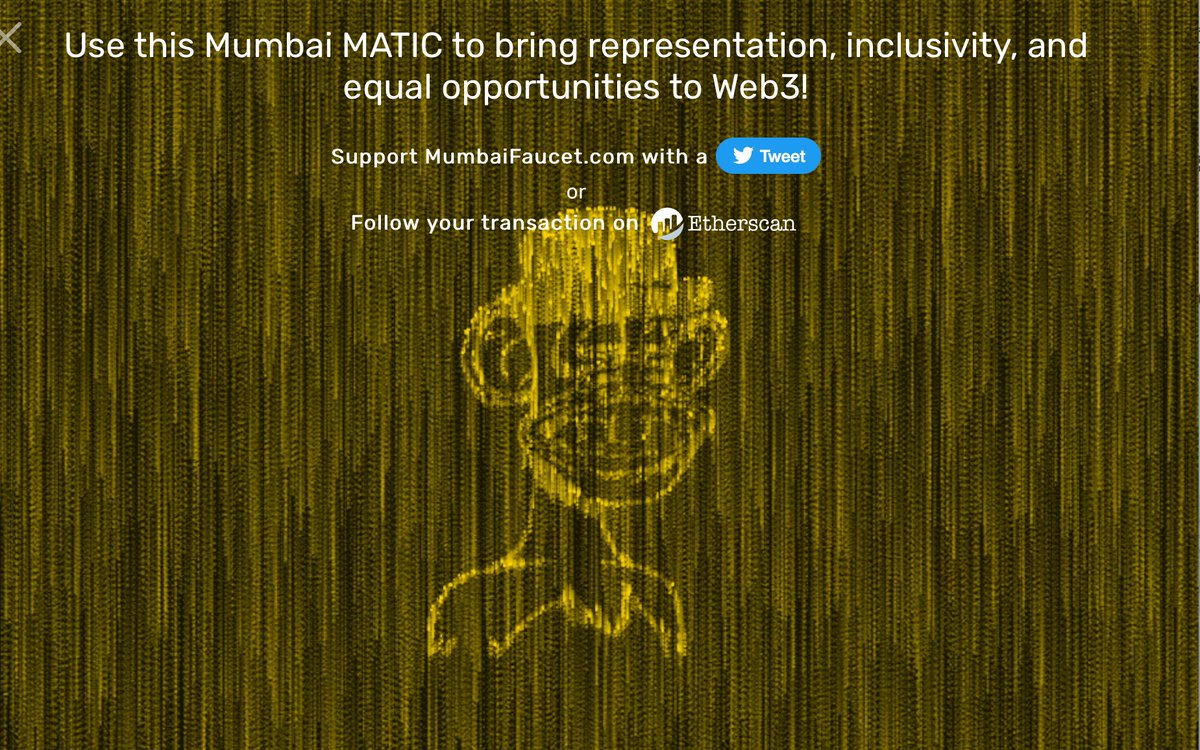 Use this Mumbai MATIC to bring representation, inclusivity, and
equal opportunities to Web3!
Support MumbaiFaucet.com with a Tweet
or
Follow your transaction on Etherscan